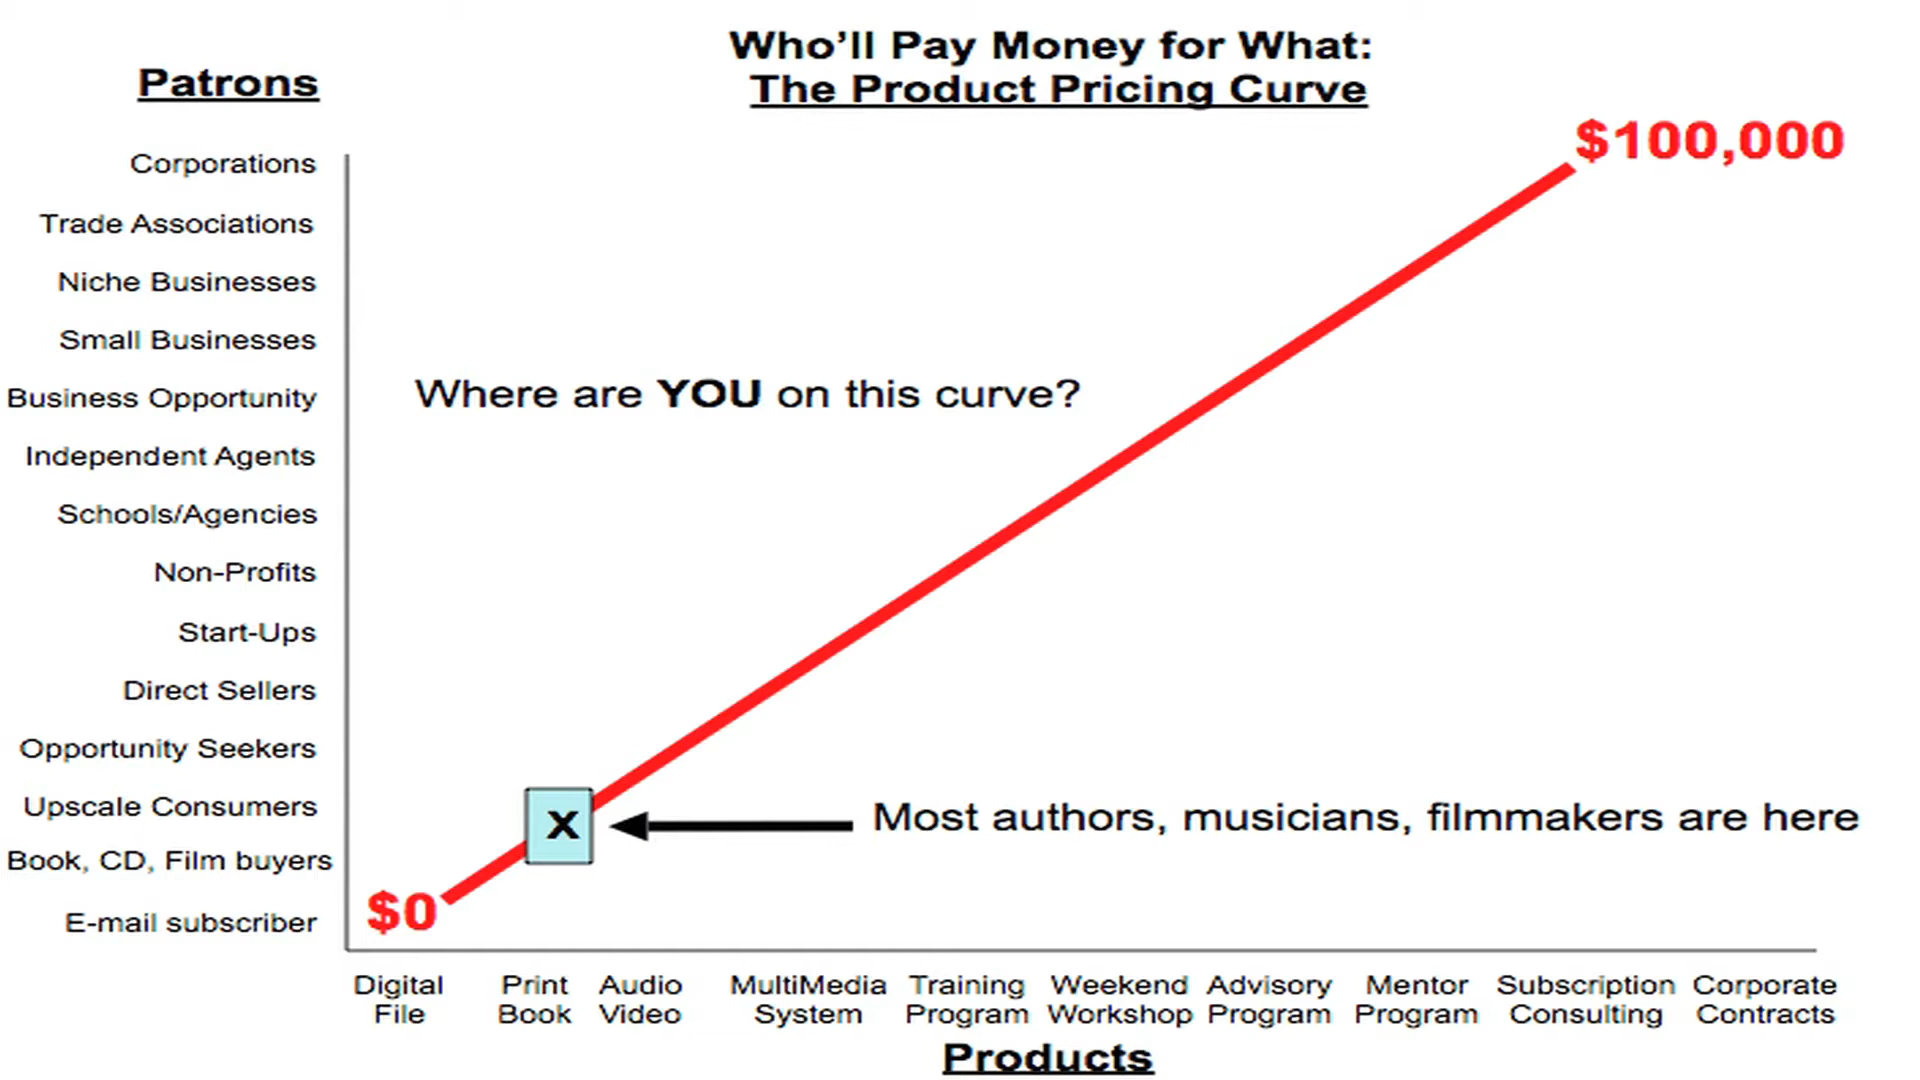 Who'll Pay Money for What:
The Product Pricing Curve
Patrons
$100,000
Corporations
Trade Associations
Niche Businesses
Small Businesses
Business Opportunity
Where are YOU on this curve?
Independent Agents
Schools/Agencies
Non-Profits
Start-Ups
Direct Sellers
Opportunity Seekers
Upscale Consumers
X
Most authors, musicians, filmmakers are here
Book, CD, Film buyers
E-mail subscriber
$0
Digital File
Print Book
Audio Video
MultiMedia System
Training Program
Weekend Workshop
Advisory Program
Mentor Program
Subscription Consulting
Corporate Contracts
Products